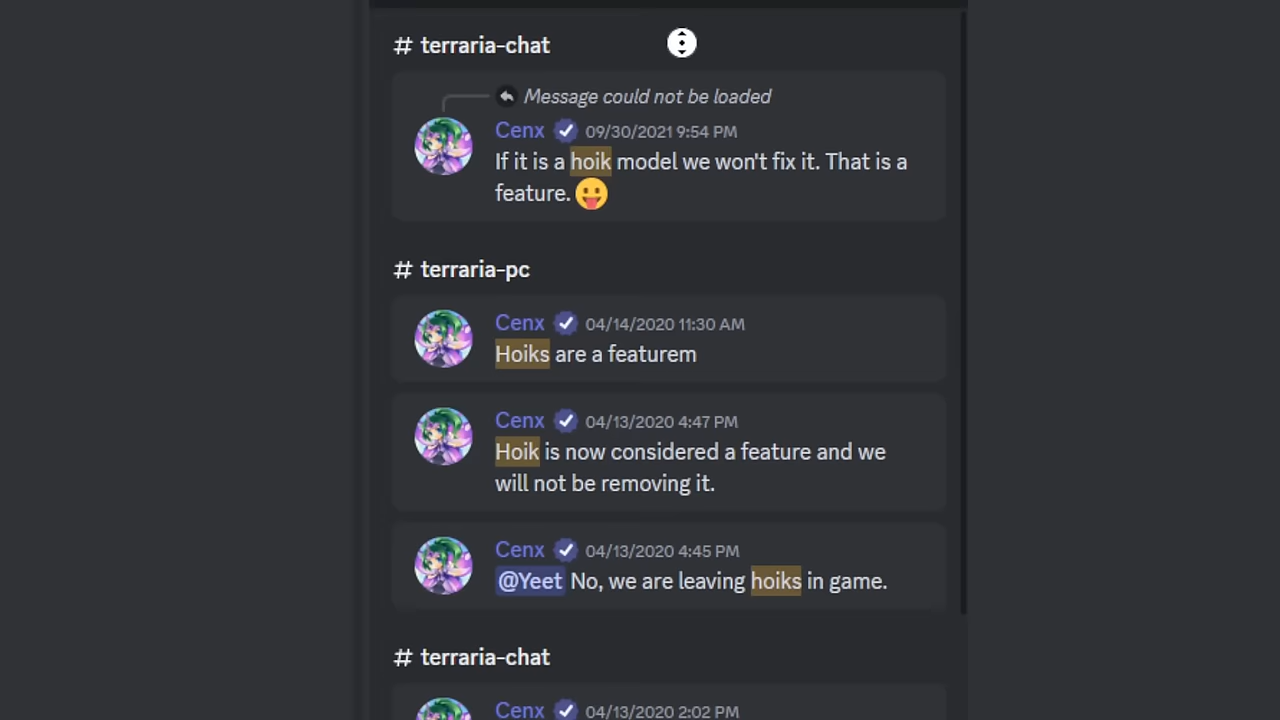 # terraria-chat
Message could not be loaded
Cenx 09/30/2021 9:54 PM
If it is a hoik model we won't fix it. That is a
feature. 😛
# terraria-pc
Cenx 04/14/2020 11:30 AM
Hoiks are a featurem
Cenx 04/13/2020 4:47 PM
Hoik is now considered a feature and we
will not be removing it.
Cenx 04/13/2020 4:45 PM
@Yeet No, we are leaving hoiks in game.
# terraria-chat
Cenx 04/13/2020 2:02 PM